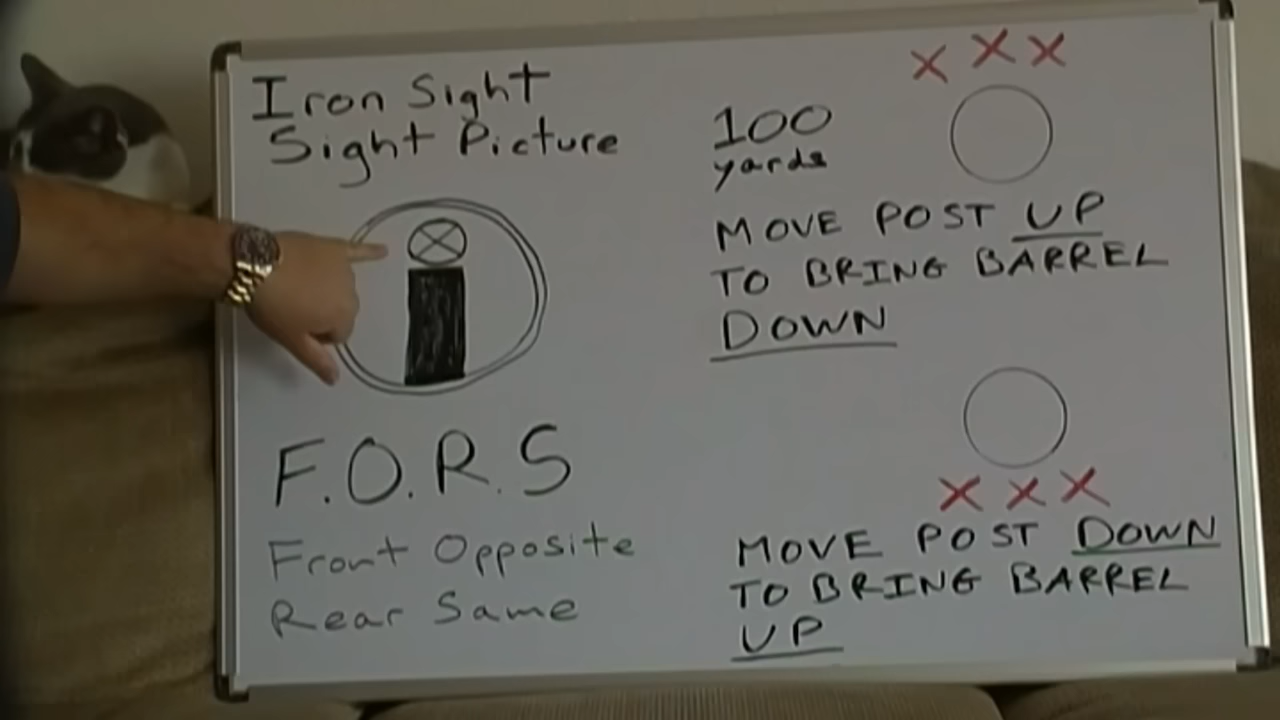 Iron Sight
Sight Picture
F.O.R.S
Front Opposite
Rear Same
X X X
100
yards
MOVE POST UP
TO BRING BARREL
DOWN
X X X
MOVE POST DOWN
TO BRING BARREL
UP